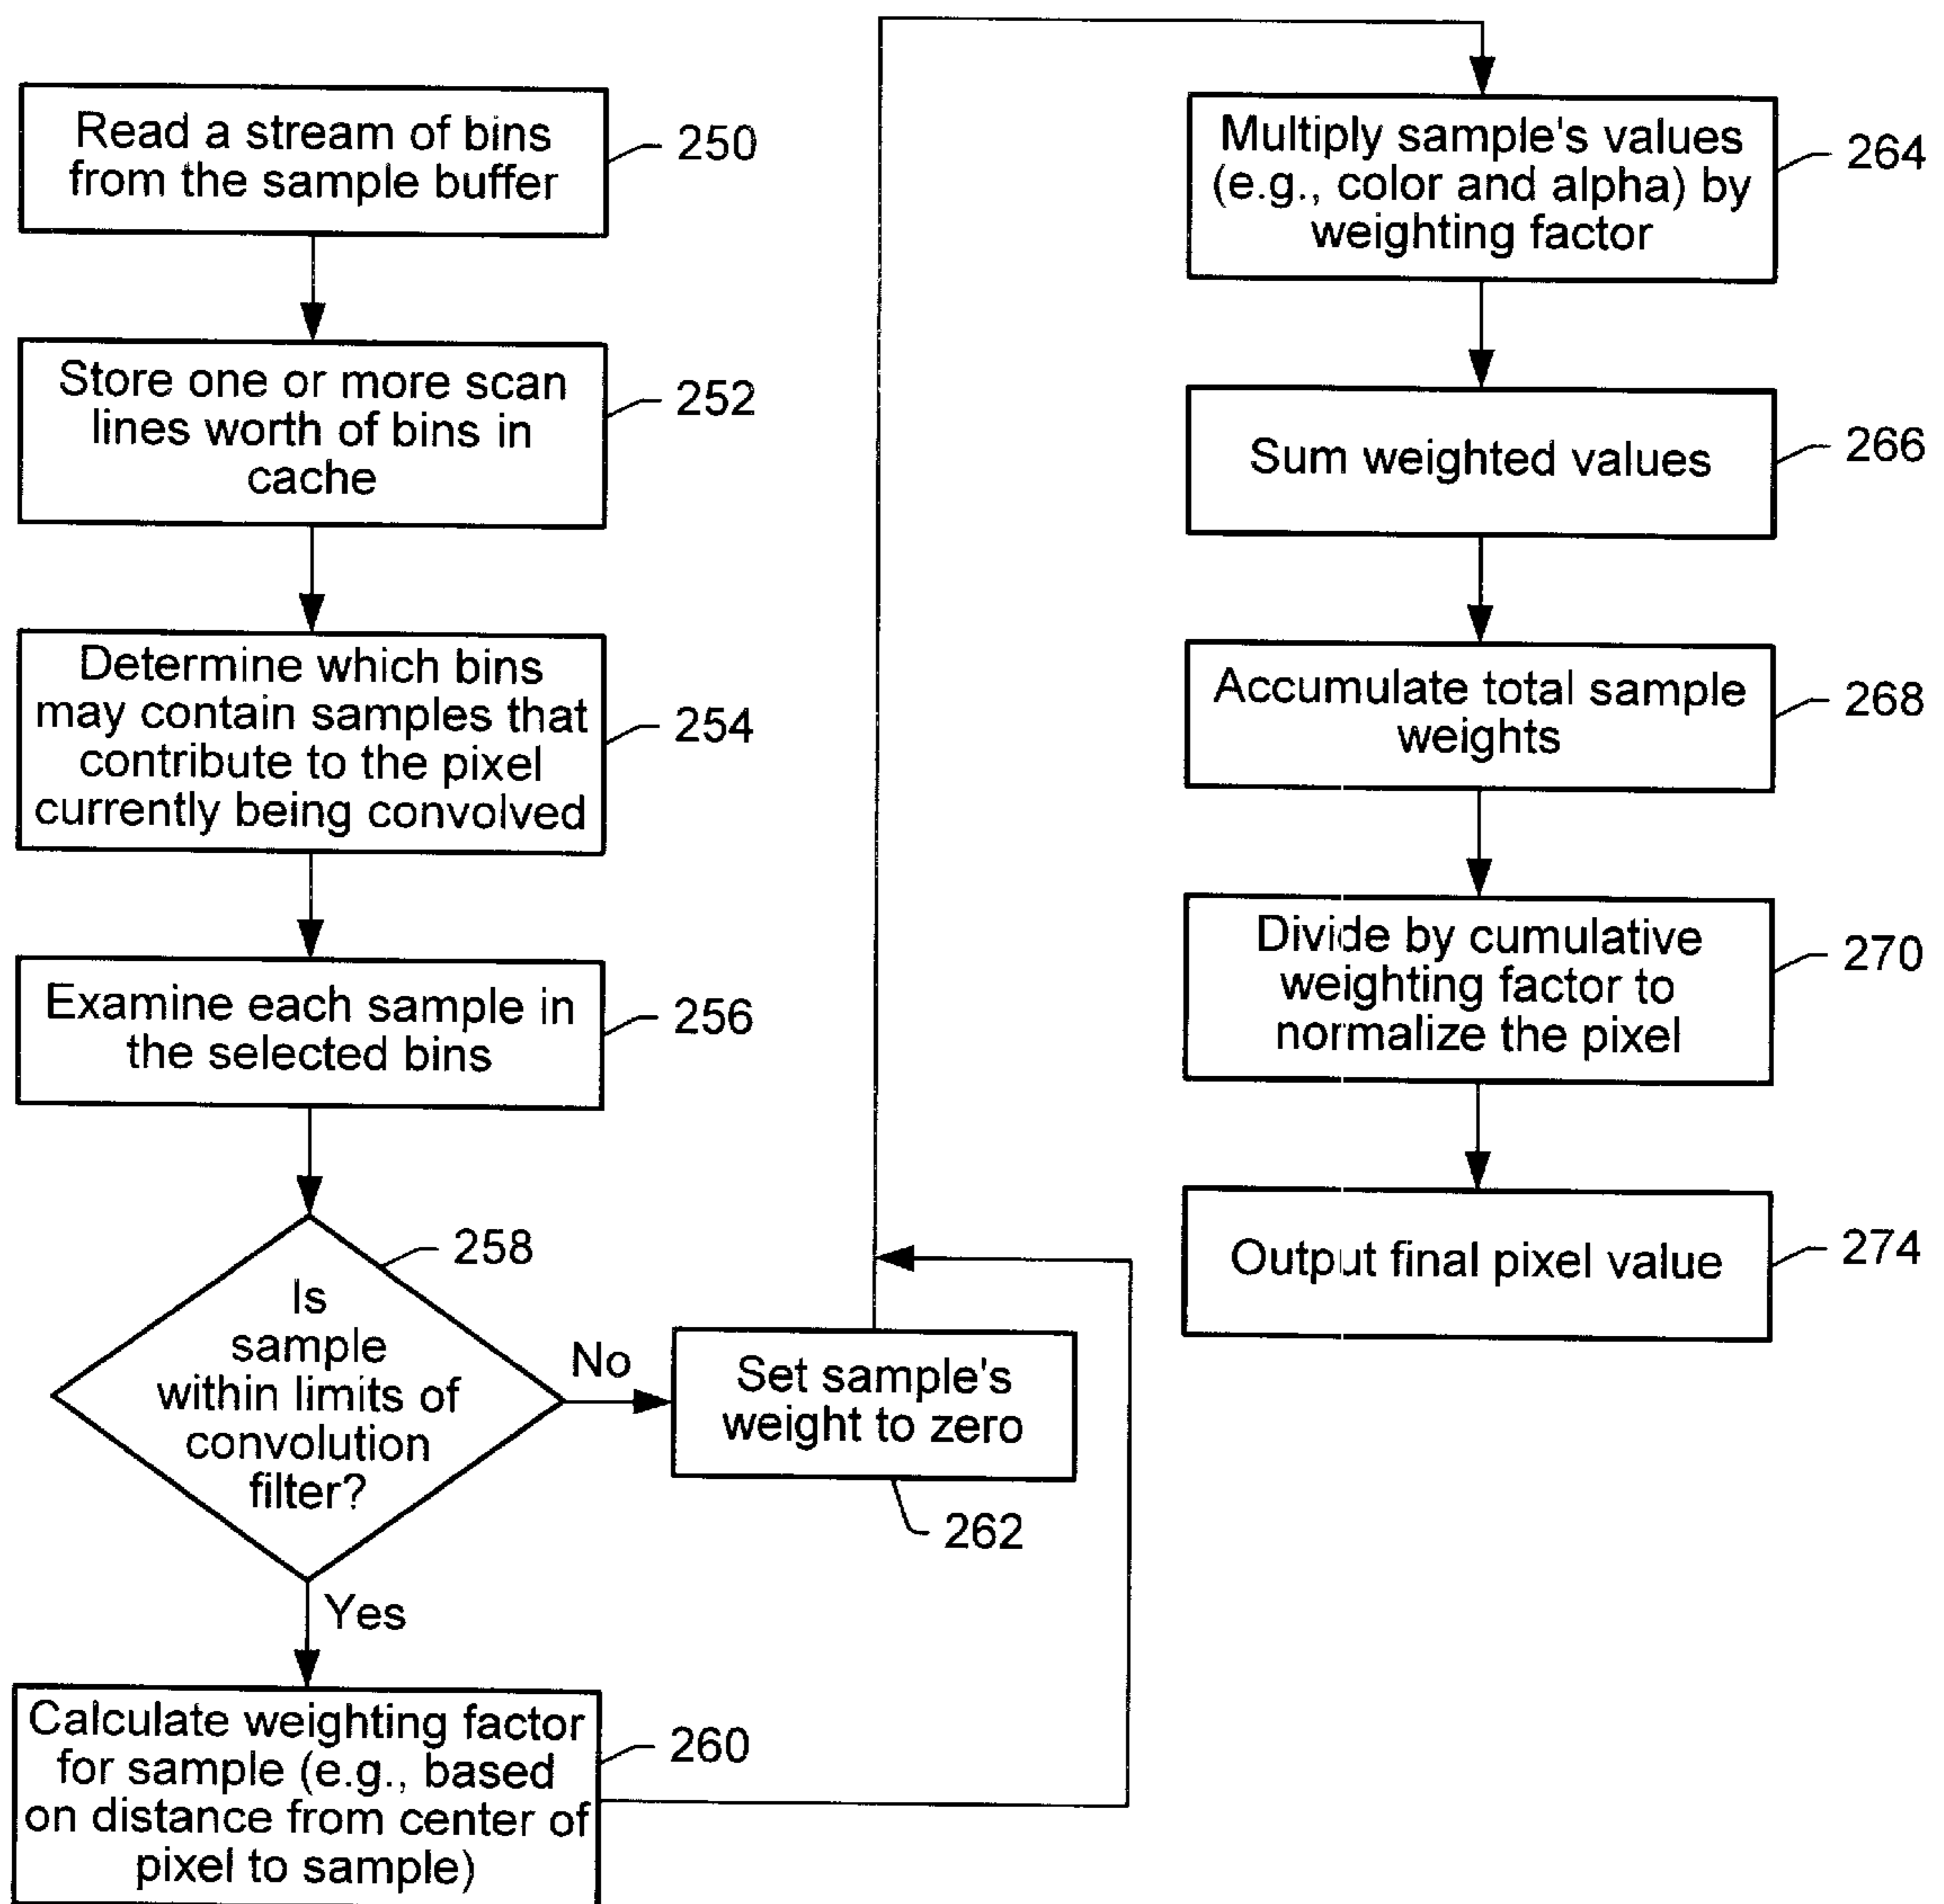 Read a stream of bins
from the sample buffer
250
Store one or more scan
lines worth of bins in
cache
252
Determine which bins
may contain samples that
contribute to the pixel
currently being convolved
254
Examine each sample in
the selected bins
256
258
Is
sample
within limits of
convolution
filter?
No
Set sample's
weight to zero
262
Yes
Calculate weighting factor
for sample (e.g., based
on distance from center of
pixel to sample)
260
Multiply sample's values
(e.g., color and alpha) by
weighting factor
264
Sum weighted values
266
Accumulate total sample
weights
268
Divide by cumulative
weighting factor to
normalize the pixel
270
Output final pixel value
274